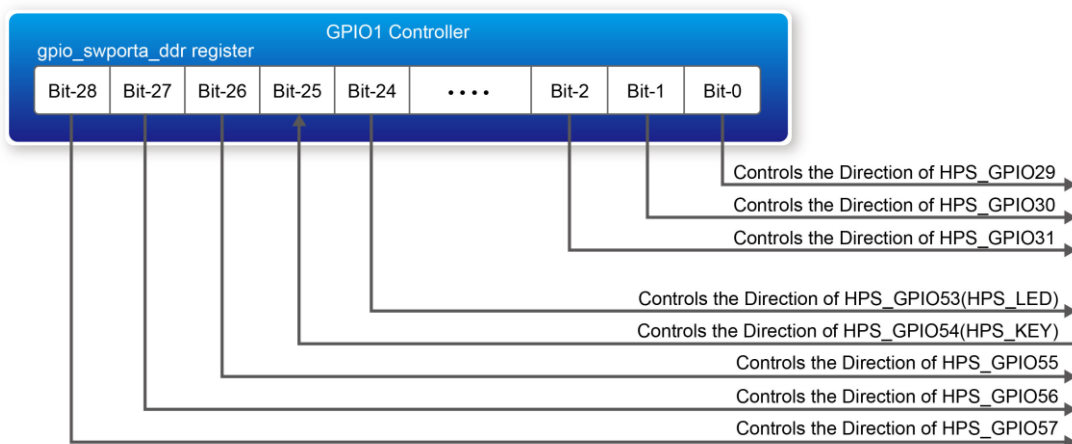 GPIO1 Controller
gpio_swporta_ddr register
Bit-28 Bit-27 Bit-26 Bit-25 Bit-24 •••• Bit-2 Bit-1 Bit-0
Controls the Direction of HPS_GPIO29
Controls the Direction of HPS_GPIO30
Controls the Direction of HPS_GPIO31
Controls the Direction of HPS_GPIO53(HPS_LED)
Controls the Direction of HPS_GPIO54(HPS_KEY)
Controls the Direction of HPS_GPIO55
Controls the Direction of HPS_GPIO56
Controls the Direction of HPS_GPIO57